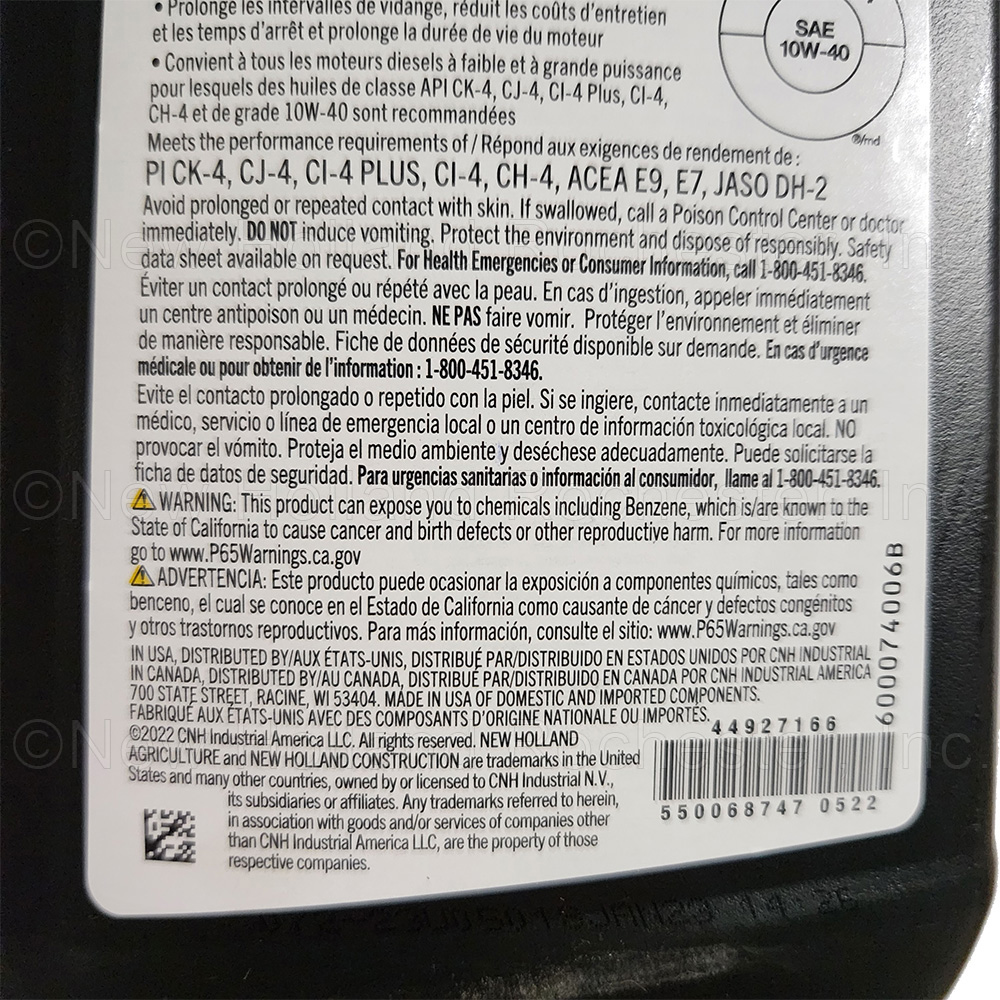 • Prolonge les intervalles de vidange, réduit les coûts d'entretien
et les temps d'arrêt et prolonge la durée de vie du moteur
• Convient à tous les moteurs diesels à faible et à grande puissance
pour lesquels des huiles de classe API CK-4, CJ-4, CI-4 Plus, CI-4,
CH-4 et de grade 10W-40 sont recommandées
SAE
10W-40
®/md
Meets the performance requirements of / Répond aux exigences de rendement de :
PI CK-4, CJ-4, CI-4 PLUS, CI-4, CH-4, ACEA E9, E7, JASO DH-2
Avoid prolonged or repeated contact with skin. If swallowed, call a Poison Control Center or doctor
immediately. DO NOT induce vomiting. Protect the environment and dispose of responsibly. Safety
data sheet available on request. For Health Emergencies or Consumer Information, call 1-800-451-8346.
Éviter un contact prolongé ou répété avec la peau. En cas d'ingestion, appeler immédiatement
un centre antipoison ou un médecin. NE PAS faire vomir. Protéger l'environnement et éliminer
de manière responsable. Fiche de données de sécurité disponible sur demande. En cas d'urgence
médicale ou pour obtenir de l'information : 1-800-451-8346.
Evite el contacto prolongado o repetido con la piel. Si se ingiere, contacte inmediatamente a un
médico, servicio o línea de emergencia local o un centro de información toxicológica local. NO
provocar el vómito. Proteja el medio ambiente y deséchese adecuadamente. Puede solicitarse la
ficha de datos de seguridad. Para urgencias sanitarias o información al consumidor, llame al 1-800-451-8346.
WARNING: This product can expose you to chemicals including Benzene, which is/are known to the
State of California to cause cancer and birth defects or other reproductive harm. For more information
go to www.P65Warnings.ca.gov
ADVERTENCIA: Este producto puede ocasionar la exposición a componentes químicos, tales como
benceno, el cual se conoce en el Estado de California como causante de cáncer y defectos congénitos
y otros trastornos reproductivos. Para más información, consulte el sitio: www.P65Warnings.ca.gov
IN USA, DISTRIBUTED BY/AUX ÉTATS-UNIS, DISTRIBUÉ PAR/DISTRIBUIDO EN ESTADOS UNIDOS POR CNH INDUSTRIAL
IN CANADA, DISTRIBUTED BY/AU CANADA, DISTRIBUÉ PAR/DISTRIBUIDO EN CANADA POR CNH INDUSTRIAL AMERICA
700 STATE STREET, RACINE, WI 53404. MADE IN USA OF DOMESTIC AND IMPORTED COMPONENTS.
FABRIQUÉ AUX ÉTATS-UNIS AVEC DES COMPOSANTS D'ORIGINE NATIONALE OU IMPORTÉS.
©2022 CNH Industrial America LLC. All rights reserved. NEW HOLLAND
AGRICULTURE and NEW HOLLAND CONSTRUCTION are trademarks in the United
States and many other countries, owned by or licensed to CNH Industrial N.V.,
its subsidiaries or affiliates. Any trademarks referred to herein,
in association with goods and/or services of companies other
than CNH Industrial America LLC, are the property of those
respective companies.
44927166
550068747 0522
600074006B
©New Holland Rochester, Inc.
©New Holland Rochester, Inc.
©New Holland Rochester, Inc.